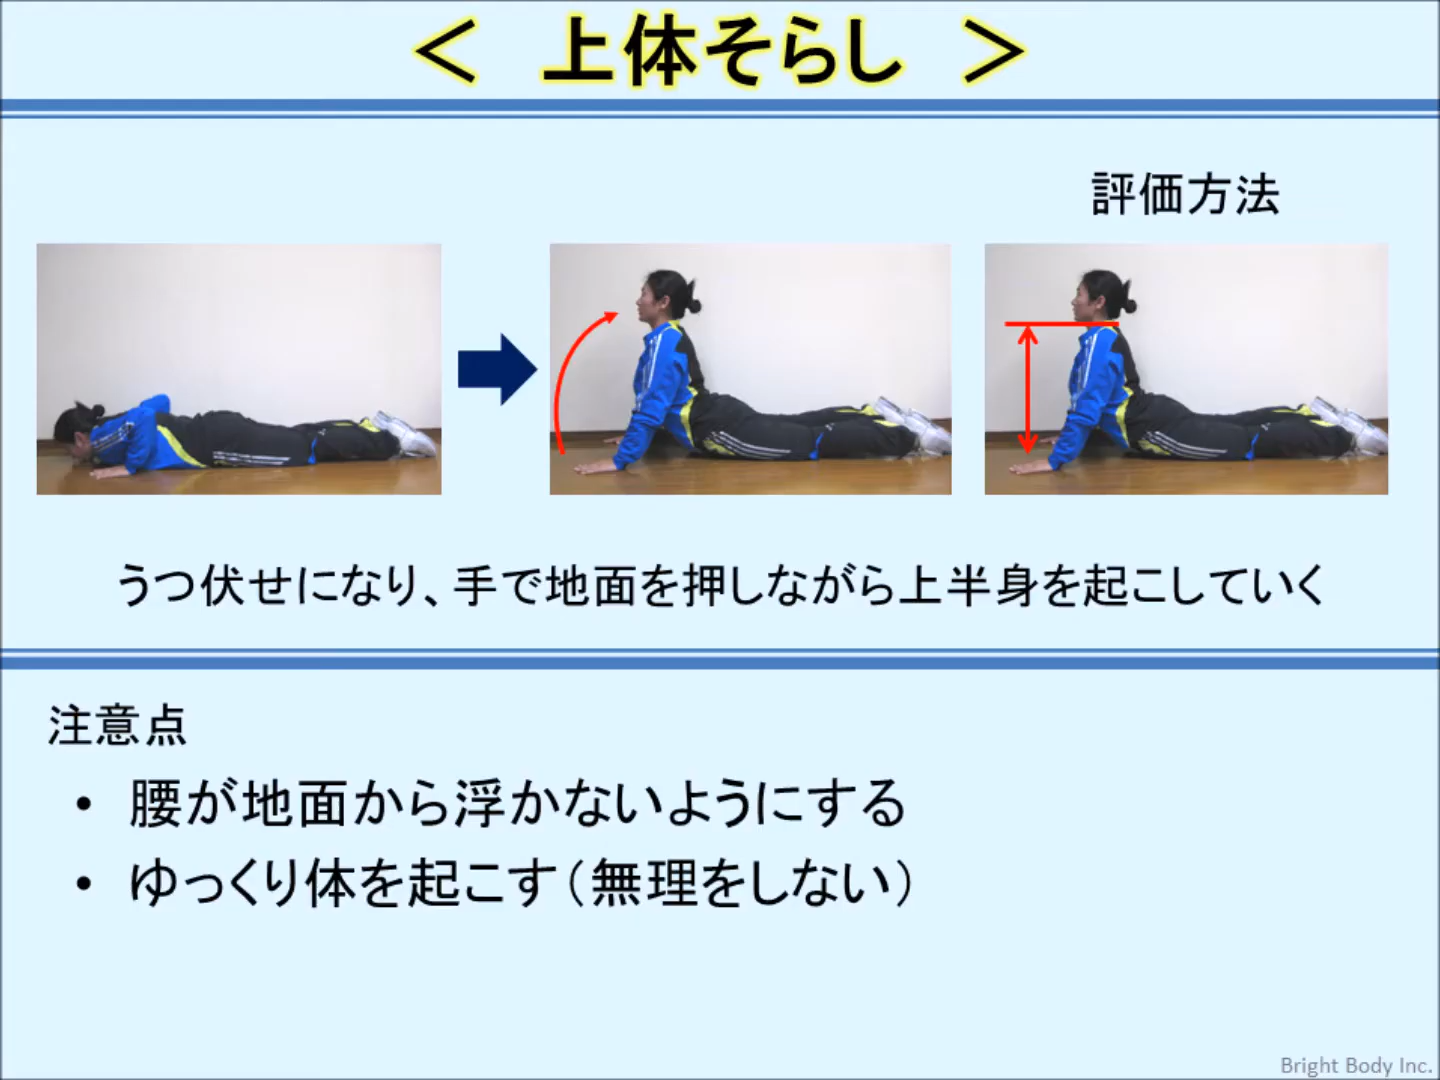 ＜　上体そらし　＞
評価方法
うつ伏せになり、手で地面を押しながら上半身を起こしていく
注意点
• 腰が地面から浮かないようにする
• ゆっくり体を起こす（無理をしない）
Bright Body Inc.